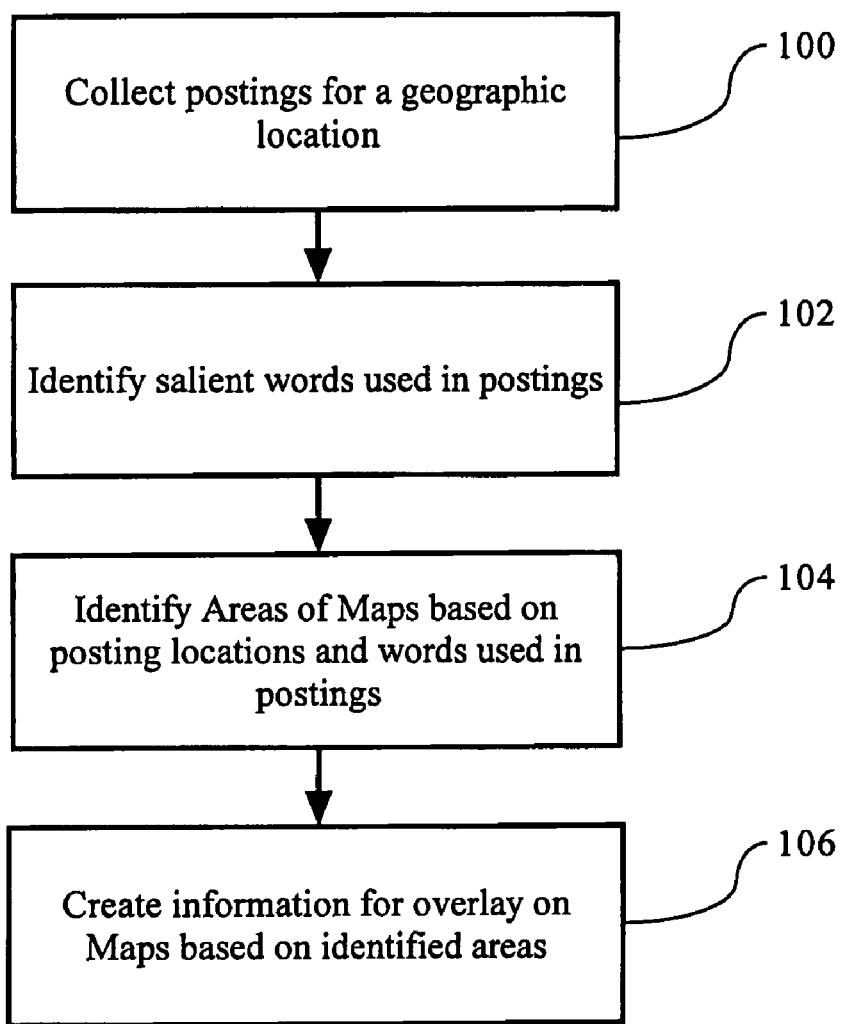 100
Collect postings for a geographic
location
102
Identify salient words used in postings
104
Identify Areas of Maps based on
posting locations and words used in
postings
106
Create information for overlay on
Maps based on identified areas